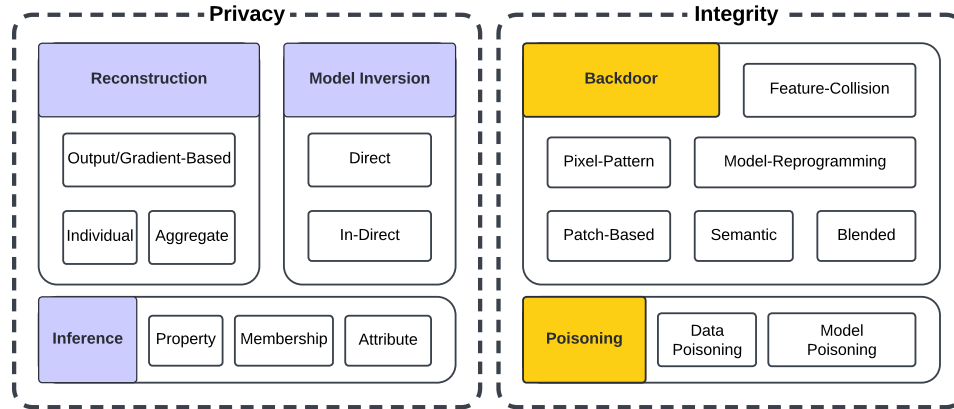 Privacy
Reconstruction
Output/Gradient-Based
Individual
Aggregate
Model Inversion
Direct
In-Direct
Inference
Property
Membership
Attribute
Integrity
Backdoor
Feature-Collision
Pixel-Pattern
Model-Reprogramming
Patch-Based
Semantic
Blended
Poisoning
Data
Poisoning
Model
Poisoning